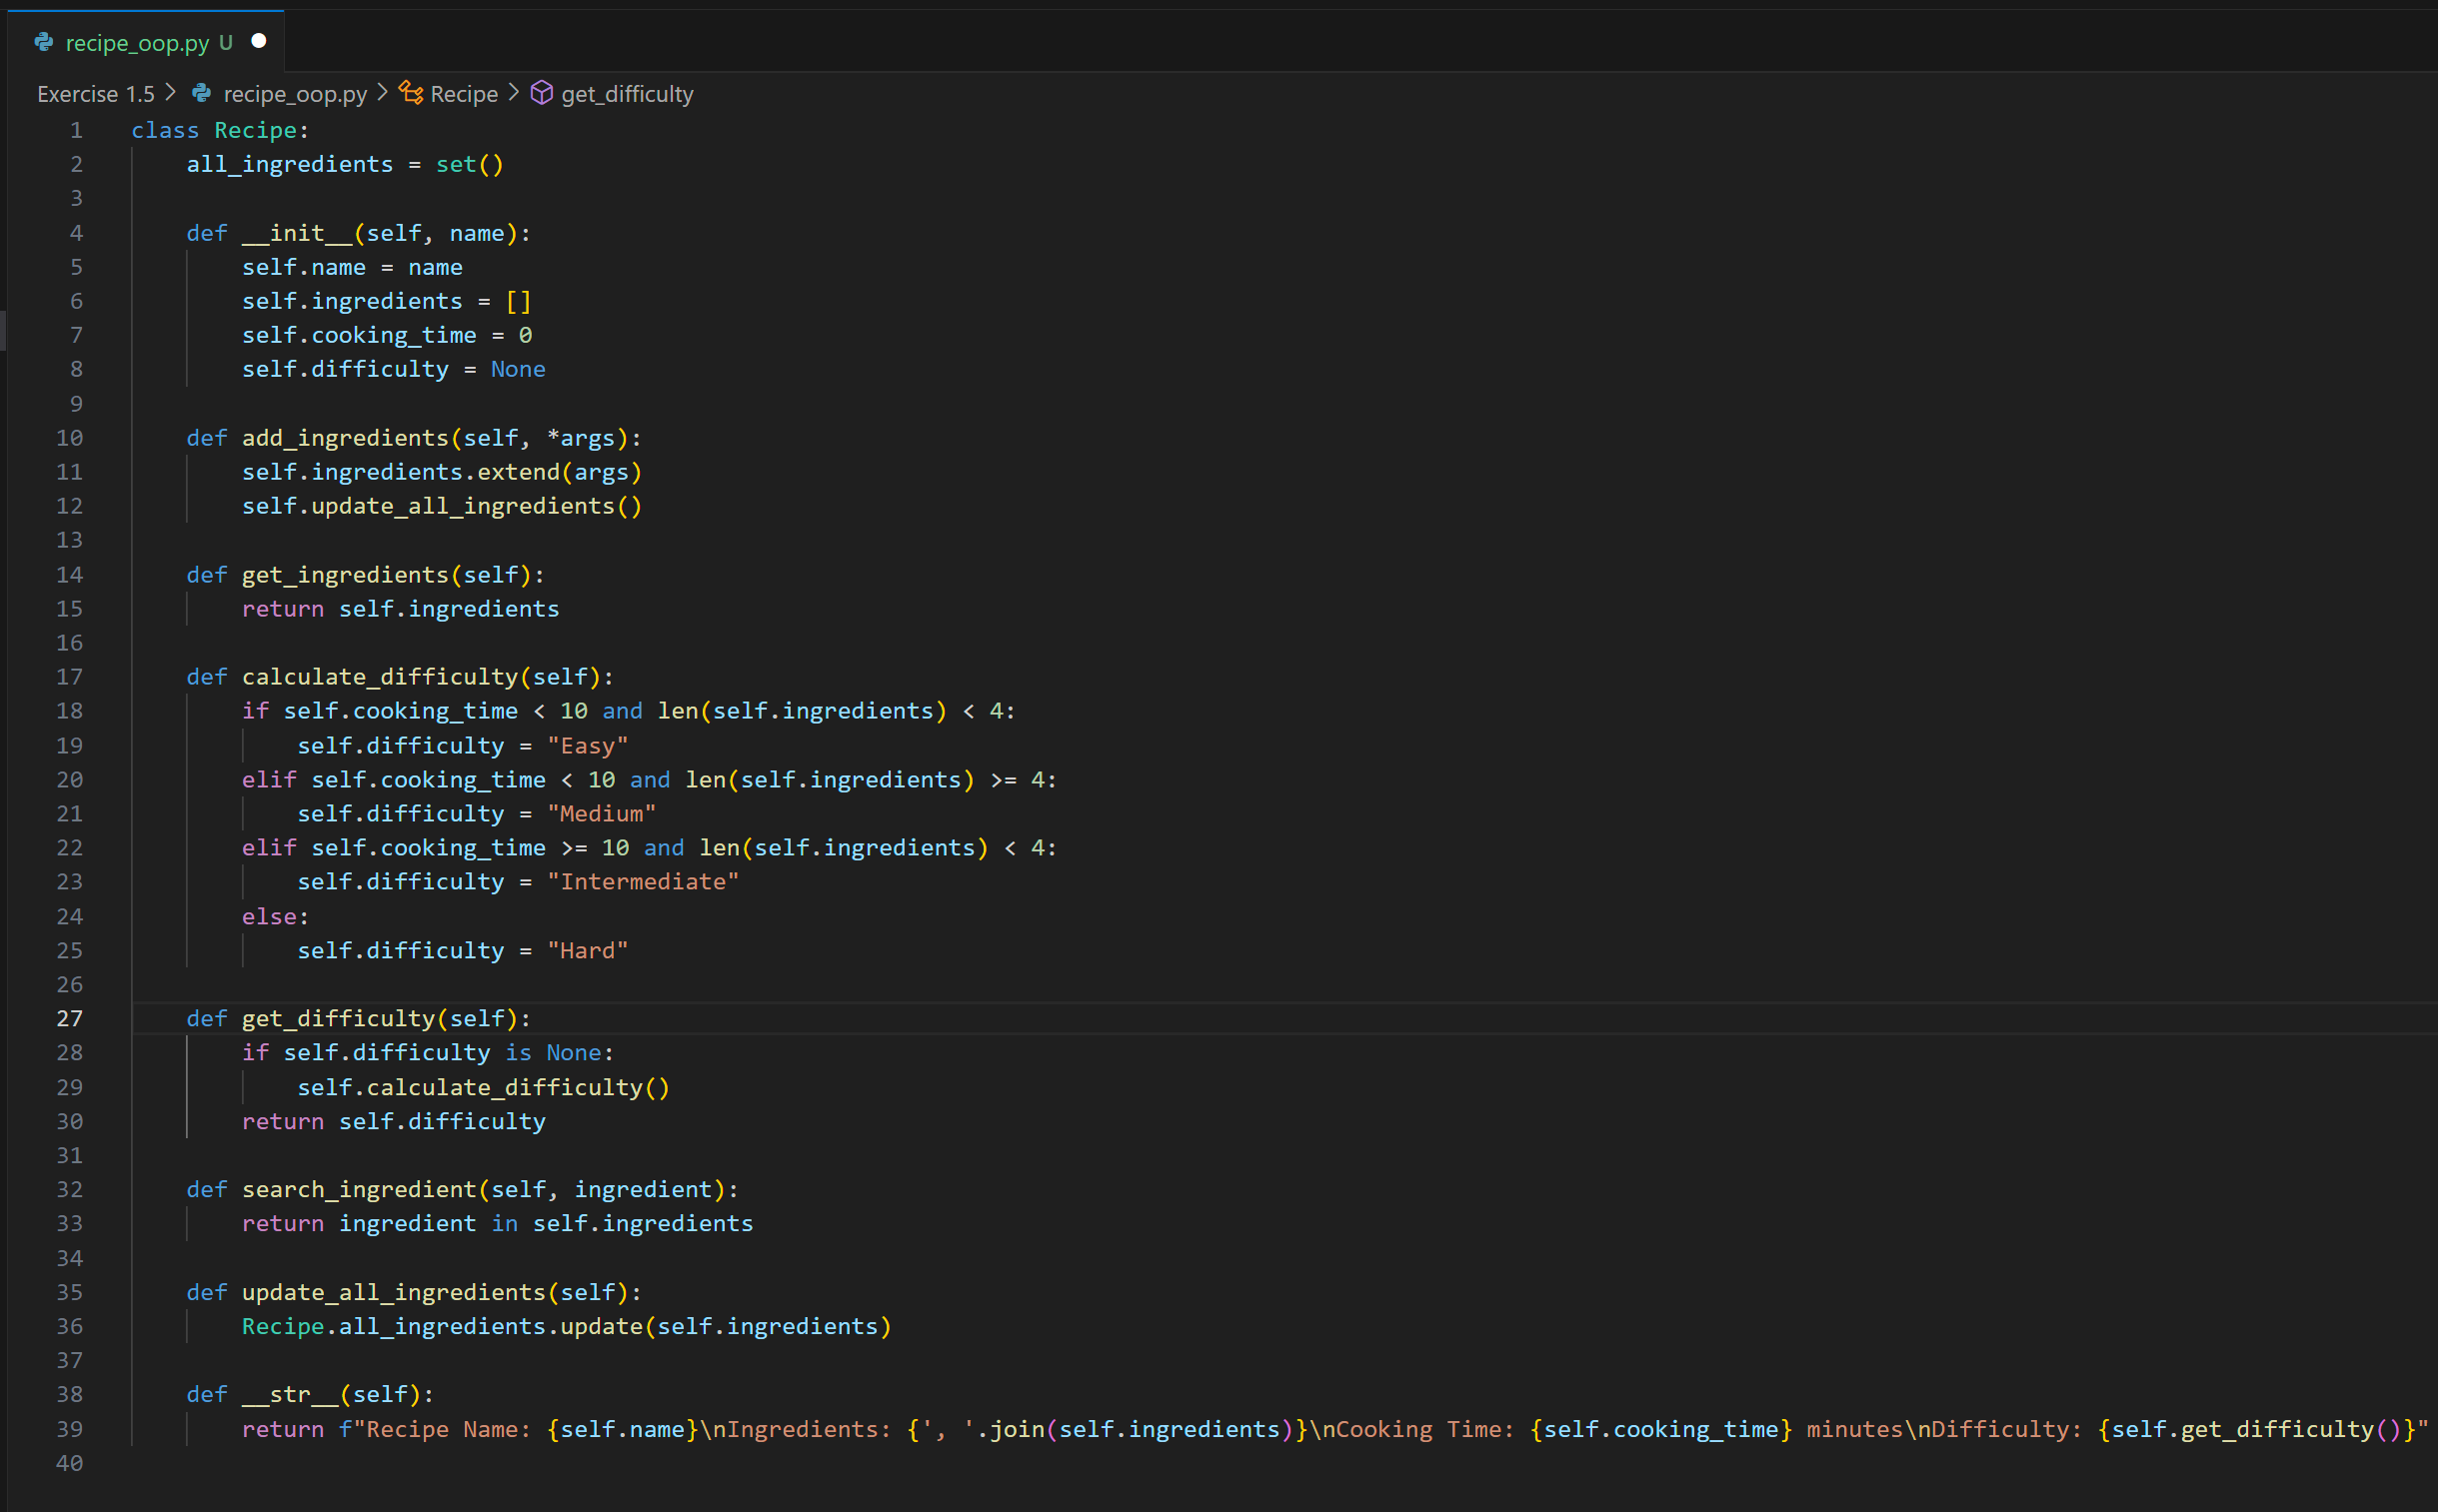 recipe_oop.py U
Exercise 1.5 > recipe_oop.py > Recipe > get_difficulty
1 class Recipe:
2     all_ingredients = set()
3
4     def __init__(self, name):
5         self.name = name
6         self.ingredients = []
7         self.cooking_time = 0
8         self.difficulty = None
9
10     def add_ingredients(self, *args):
11         self.ingredients.extend(args)
12         self.update_all_ingredients()
13
14     def get_ingredients(self):
15         return self.ingredients
16
17     def calculate_difficulty(self):
18         if self.cooking_time < 10 and len(self.ingredients) < 4:
19             self.difficulty = "Easy"
20         elif self.cooking_time < 10 and len(self.ingredients) >= 4:
21             self.difficulty = "Medium"
22         elif self.cooking_time >= 10 and len(self.ingredients) < 4:
23             self.difficulty = "Intermediate"
24         else:
25             self.difficulty = "Hard"
26
27     def get_difficulty(self):
28         if self.difficulty is None:
29             self.calculate_difficulty()
30         return self.difficulty
31
32     def search_ingredient(self, ingredient):
33         return ingredient in self.ingredients
34
35     def update_all_ingredients(self):
36         Recipe.all_ingredients.update(self.ingredients)
37
38     def __str__(self):
39         return f"Recipe Name: {self.name}\nIngredients: {', '.join(self.ingredients)}\nCooking Time: {self.cooking_time} minutes\nDifficulty: {self.get_difficulty()}"
40